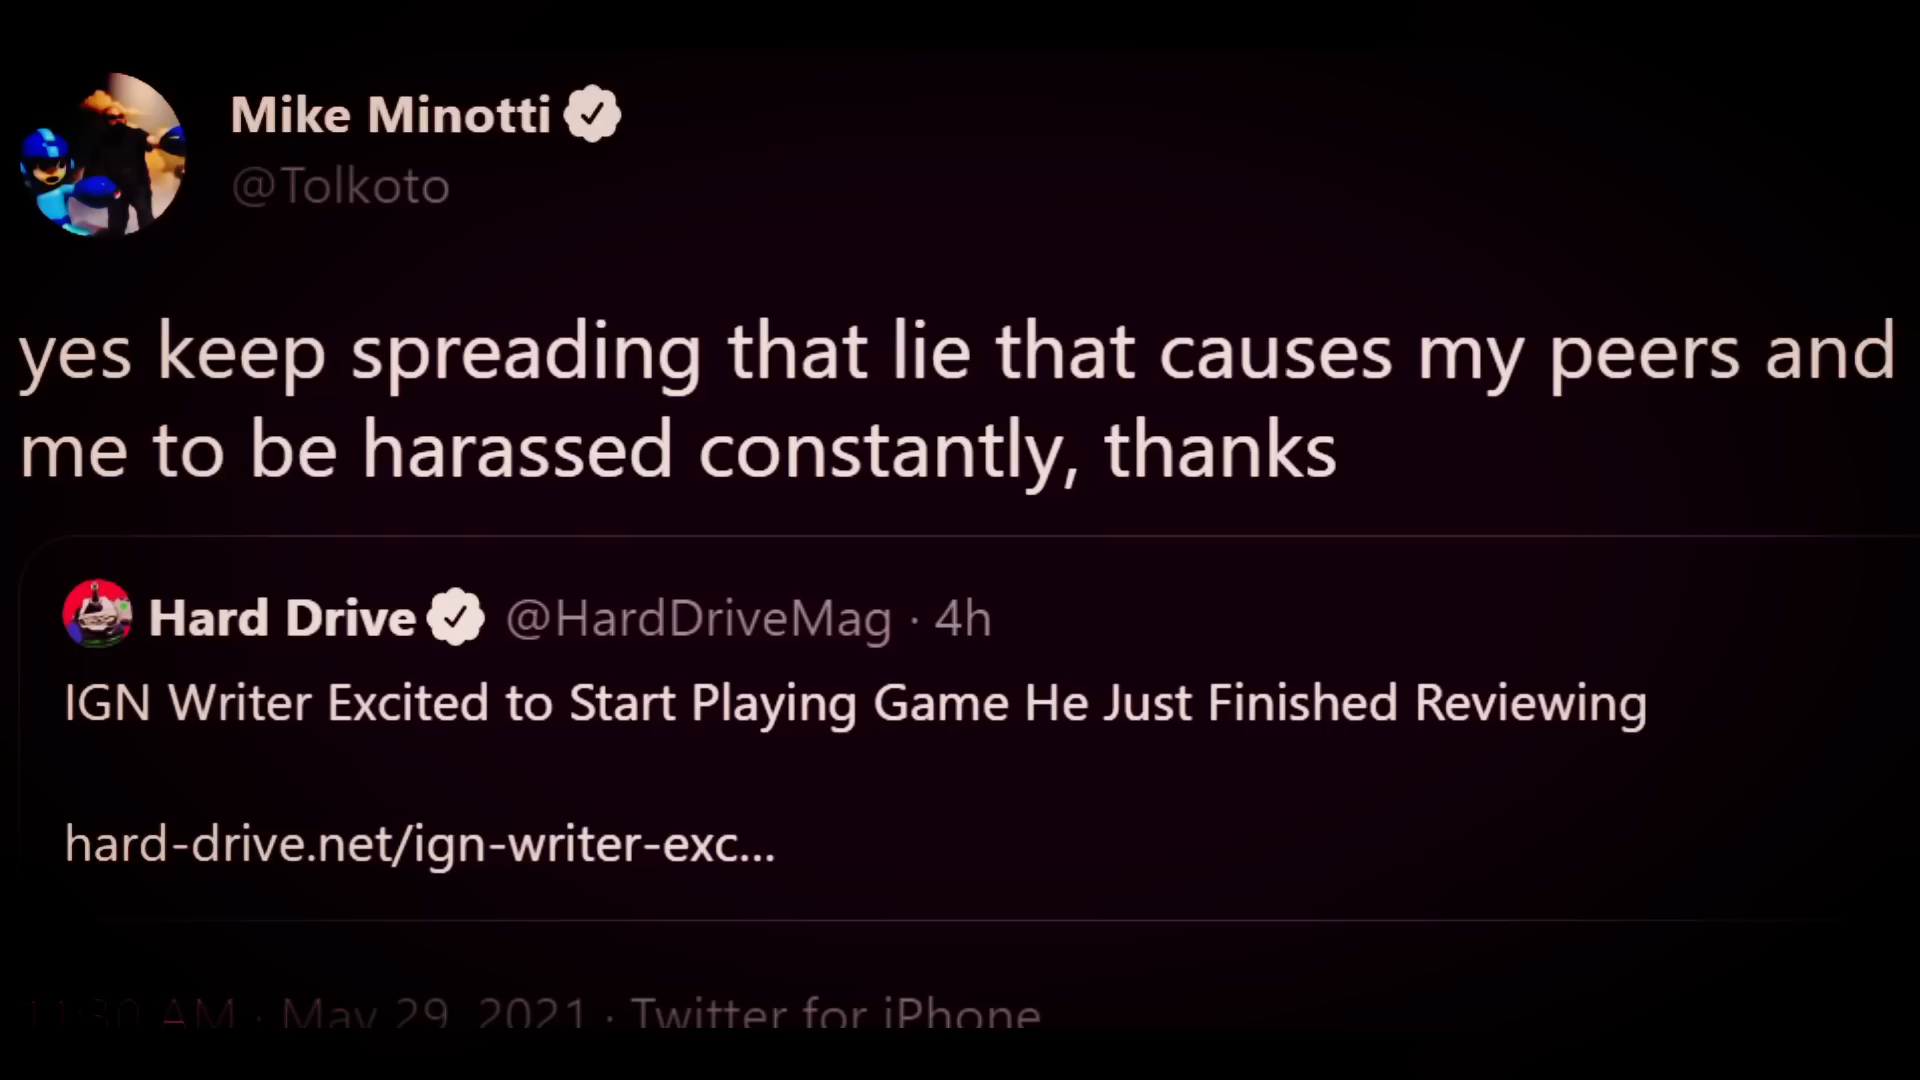 Mike Minotti
@Tolkoto
yes keep spreading that lie that causes my peers and
me to be harassed constantly, thanks
Hard Drive @HardDriveMag · 4h
IGN Writer Excited to Start Playing Game He Just Finished Reviewing
hard-drive.net/ign-writer-exc...
11:30 AM · May 29, 2021 · Twitter for iPhone